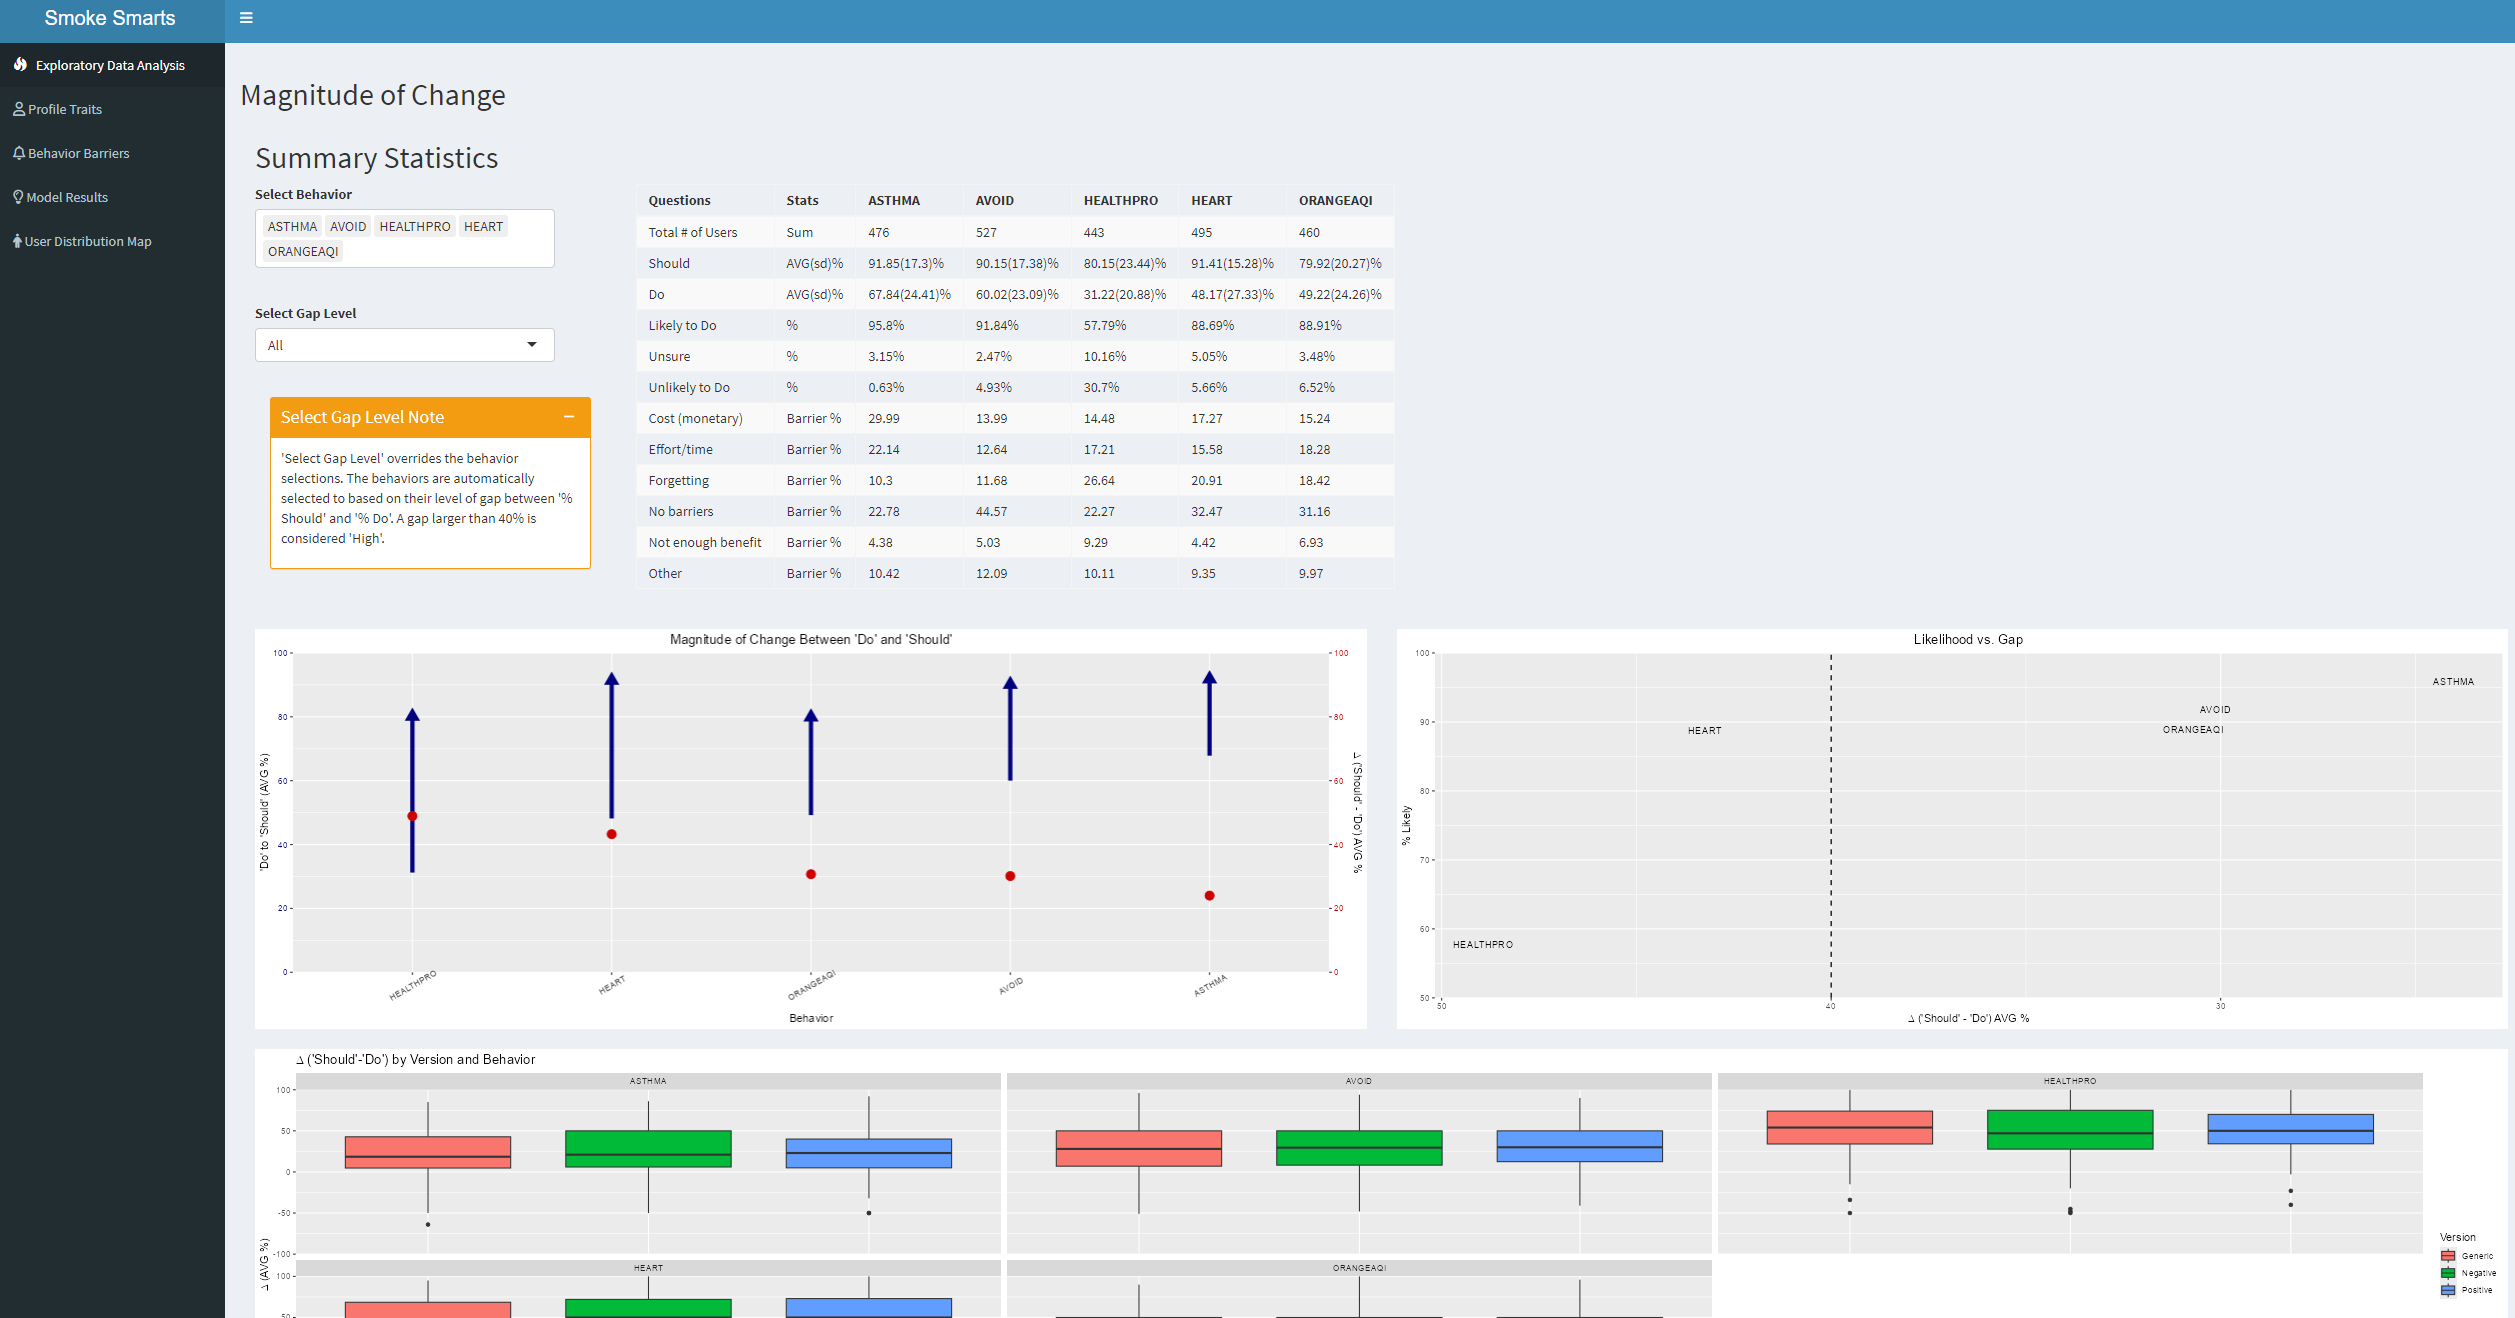 Smoke Smarts
Exploratory Data Analysis
Profile Traits
Behavior Barriers
Model Results
User Distribution Map
Magnitude of Change
Summary Statistics
Select Behavior
ASTHMA AVOID HEALTHPRO HEART
ORANGEAQI
Select Gap Level
All
Select Gap Level Note
'Select Gap Level' overrides the behavior
selections. The behaviors are automatically
selected to based on their level of gap between '%
Should' and '% Do'. A gap larger than 40% is
considered 'High'.
Questions Stats ASTHMA AVOID HEALTHPRO HEART ORANGEAQI
Total # of Users Sum 476 527 443 495 460
Should AVG(sd)% 91.85(17.3)% 90.15(17.38)% 80.15(23.44)% 91.41(15.28)% 79.92(20.27)%
Do AVG(sd)% 67.84(24.41)% 60.02(23.09)% 31.22(20.88)% 48.17(27.33)% 49.22(24.26)%
Likely to Do % 95.8% 91.84% 57.79% 88.69% 88.91%
Unsure % 3.15% 2.47% 10.16% 5.05% 3.48%
Unlikely to Do % 0.63% 4.93% 30.7% 5.66% 6.52%
Cost (monetary) Barrier % 29.99 13.99 14.48 17.27 15.24
Effort/time Barrier % 22.14 12.64 17.21 15.58 18.28
Forgetting Barrier % 10.3 11.68 26.64 20.91 18.42
No barriers Barrier % 22.78 44.57 22.27 32.47 31.16
Not enough benefit Barrier % 4.38 5.03 9.29 4.42 6.93
Other Barrier % 10.42 12.09 10.11 9.35 9.97
Magnitude of Change Between 'Do' and 'Should'
'Do' to 'Should' (AVG %)
100
80
60
40
20
0
100
80
60
40
20
0
Δ ('Should' - 'Do') AVG %
HEALTHPRO HEART ORANGEAQI AVOID ASTHMA
Behavior
Likelihood vs. Gap
% Likely
100
90
80
70
60
50
ASTHMA
AVOID
ORANGEAQI
HEART
HEALTHPRO
50 40 30
Δ ('Should' - 'Do') AVG %
Δ ('Should'-'Do') by Version and Behavior
Δ (AVG %)
ASTHMA AVOID HEALTHPRO
100
50
0
-50
-100
HEART ORANGEAQI
100
50
Version
Generic
Negative
Positive